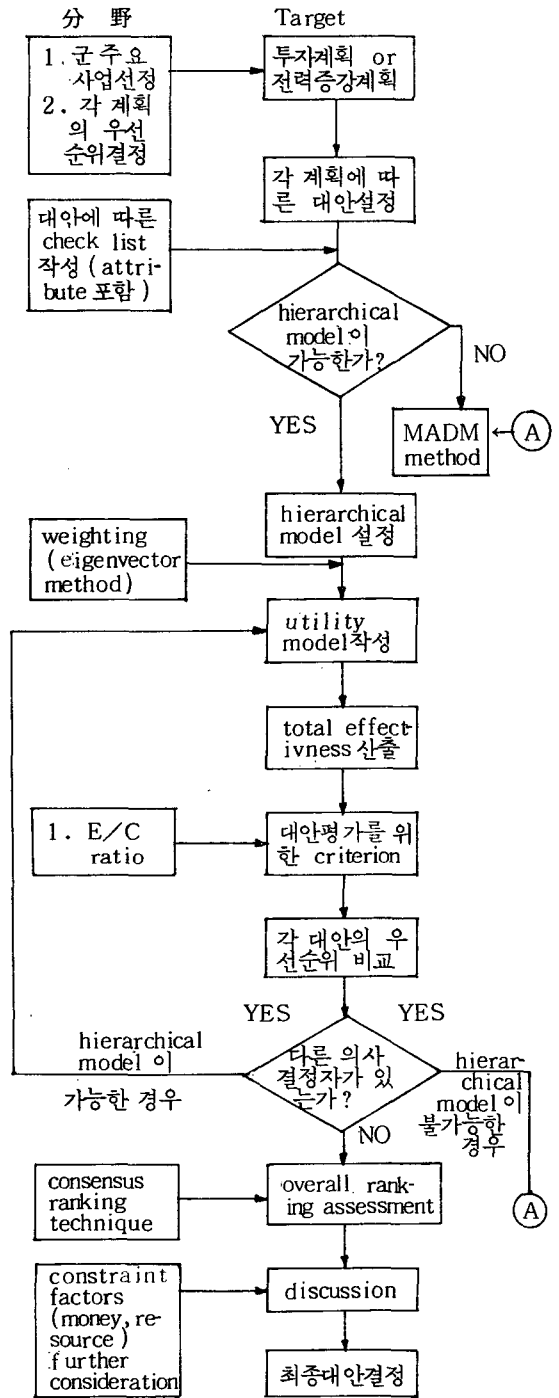 分 野
Target
1. 군 주요
사업선정
2. 각 계획
의 우선
순위결정
투자계획 or
전력증강계획
각 계획에 따
른 대안설정
대안에 따른
check list
작성 (attri-
bute 포함)
hierarchical
model 이
가능한가?
NO
YES
MADM
method
A
hierarchical
model 설정
weighting
(eigenvector
method)
utility
model작성
total effect-
ivness 산출
1. E/C
ratio
대안평가를 위
한 criterion
각 대안의 우
선순위 비교
YES
YES
hierarchical
model 이
가능한 경우
다른 의사
결정자가 있
는가?
hierar-
chical
model이
불가능한
경우
NO
A
consensus
ranking
technique
overall rank-
ing assessment
constraint
factors
(money, re-
source)
further
consideration
discussion
최종대안결정